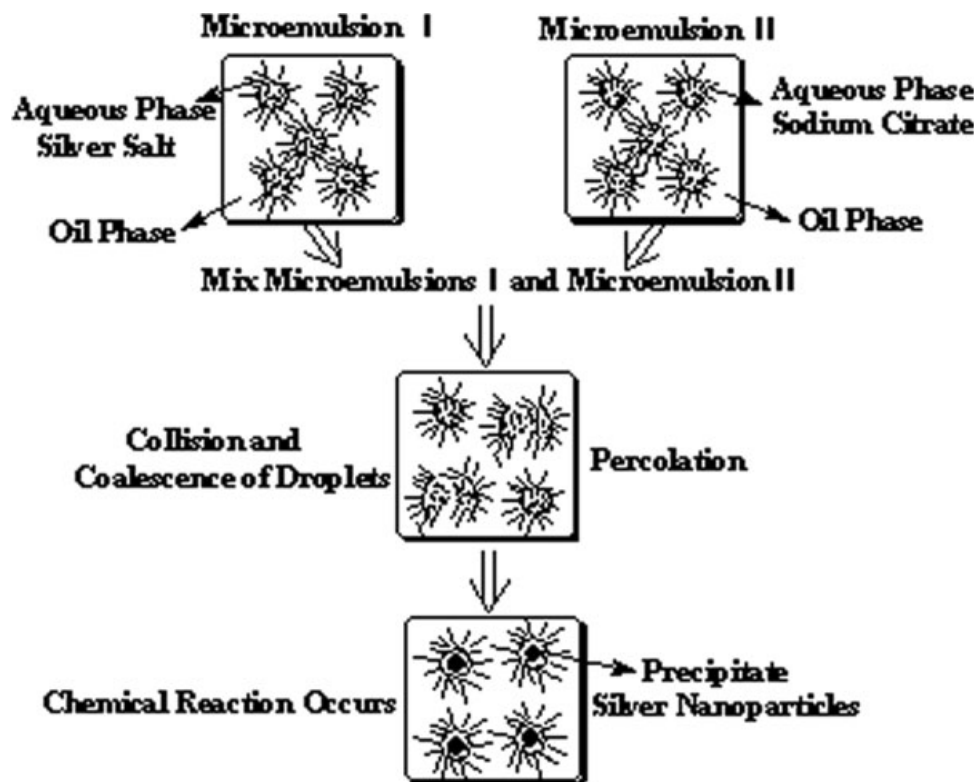 Microemulsion I
Microemulsion II
Aqueous Phase
Silver Salt
Aqueous Phase
Sodium Citrate
Oil Phase
Oil Phase
Mix Microemulsions I and Microemulsion II
Collision and
Coalescence of Droplets
Percolation
Chemical Reaction Occurs
Precipitate
Silver Nanoparticles